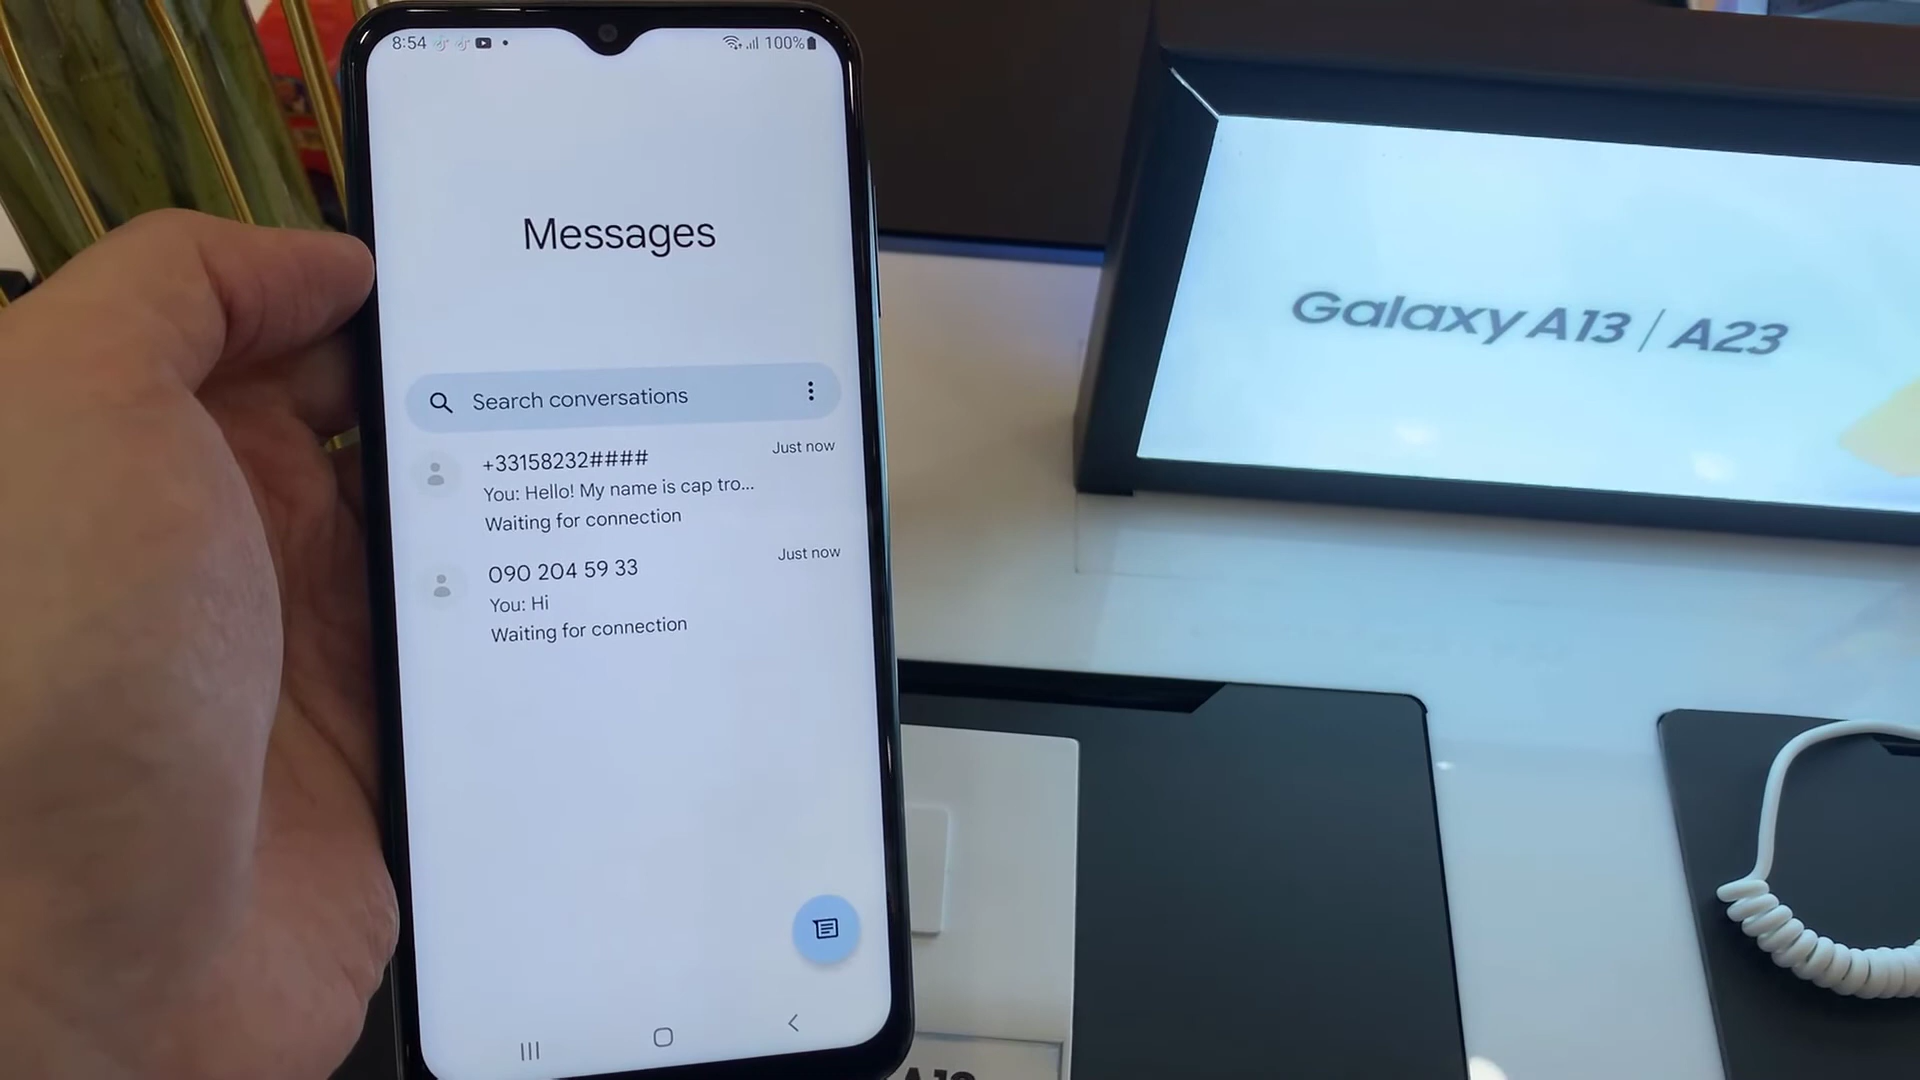 8:54
100%
Messages
Search conversations
+33158232####
Just now
You: Hello! My name is cap tro...
Waiting for connection
090 204 59 33
Just now
You: Hi
Waiting for connection
Galaxy A13 / A23